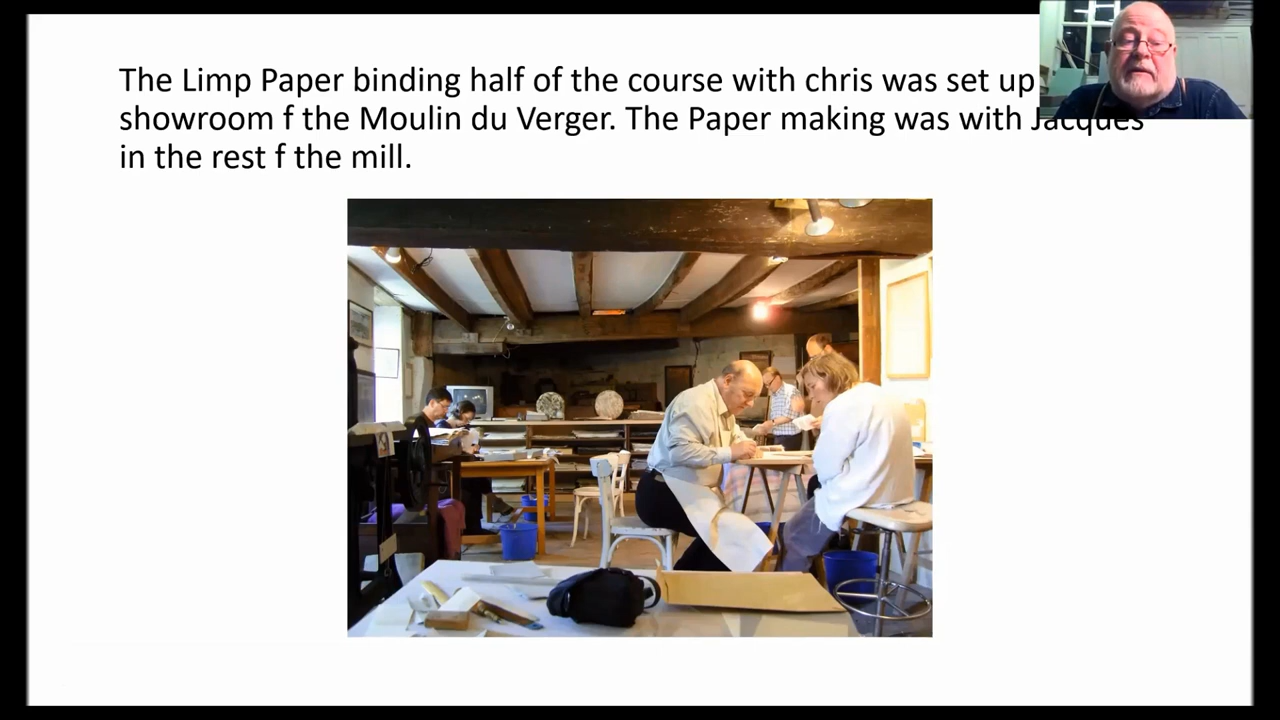 The Limp Paper binding half of the course with chris was set up
showroom f the Moulin du Verger. The Paper making was with Jacques
in the rest f the mill.